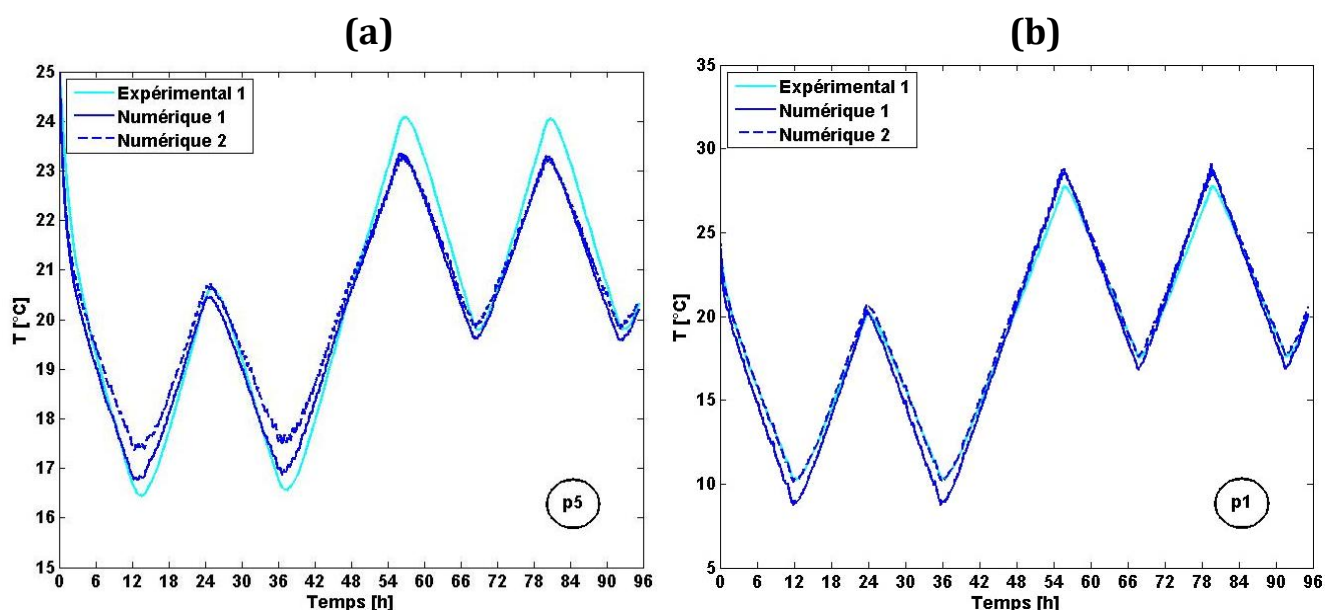 (a)
25
24
23
22
21
20
19
18
17
16
15
T [°C]
Expérimental 1
Numérique 1
Numérique 2
p5
0 6 12 18 24 30 36 42 48 54 60 66 72 78 84 90 96
Temps [h]
(b)
35
30
25
20
15
10
5
T [°C]
Expérimental 1
Numérique 1
Numérique 2
p1
0 6 12 18 24 30 36 42 48 54 60 66 72 78 84 90 96
Temps [h]